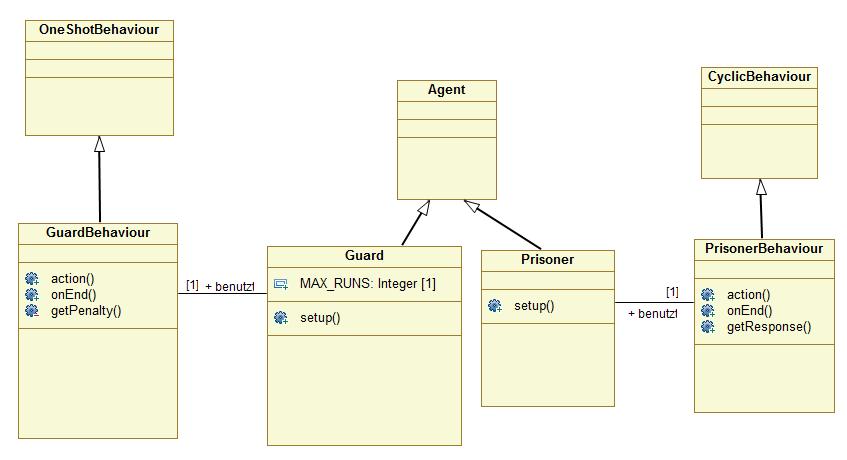 OneShotBehaviour
Agent
CyclicBehaviour
GuardBehaviour
action()
onEnd()
getPenalty()
[1] + benutzt
Guard
MAX_RUNS: Integer [1]
setup()
Prisoner
setup()
[1]
+ benutzt
PrisonerBehaviour
action()
onEnd()
getResponse()